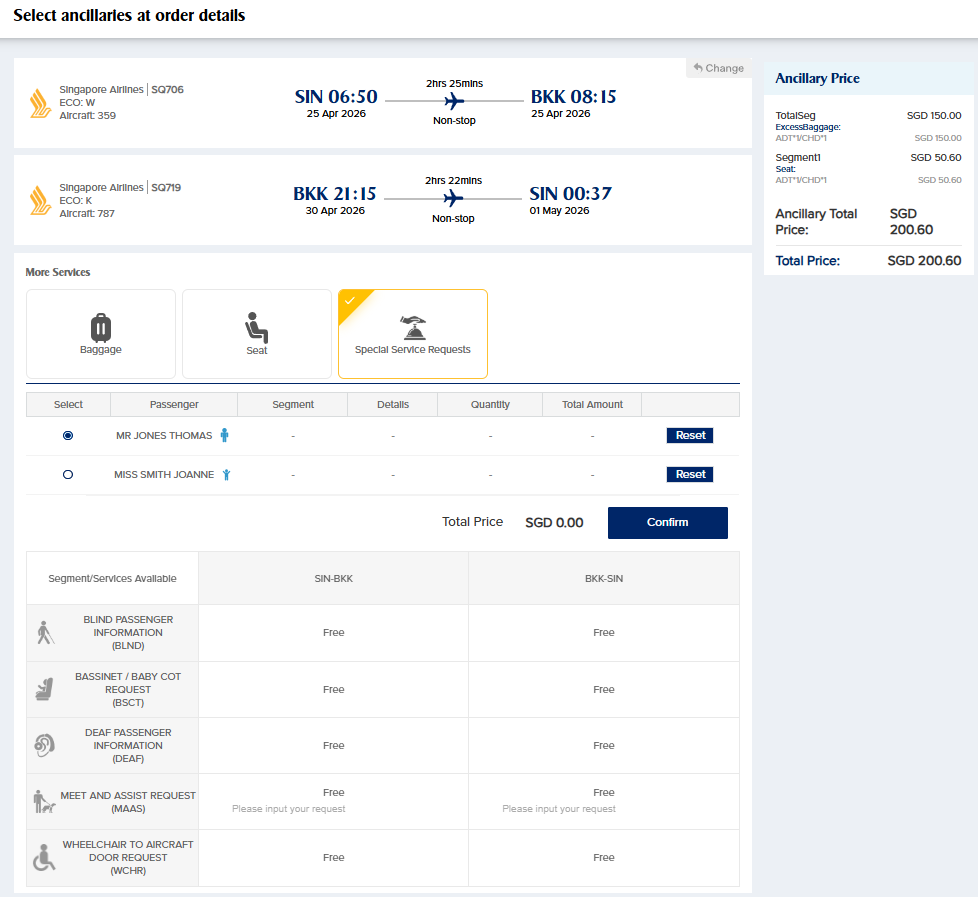 Select ancillaries at order details
Change
Singapore Airlines | SQ706
ECO: W
Aircraft: 359
SIN 06:50
25 Apr 2026
2hrs 25mins
Non-stop
BKK 08:15
25 Apr 2026
Singapore Airlines | SQ719
ECO: K
Aircraft: 787
BKK 21:15
30 Apr 2026
2hrs 22mins
Non-stop
SIN 00:37
01 May 2026
Ancillary Price
TotalSeg SGD 150.00
ExcessBaggage:
ADT*1/CHD*1 SGD 150.00
Segment1 SGD 50.60
Seat:
ADT*1/CHD*1 SGD 50.60
Ancillary Total Price: SGD 200.60
Total Price: SGD 200.60
More Services
Baggage
Seat
Special Service Requests
Select Passenger Segment Details Quantity Total Amount
MR JONES THOMAS - - - - Reset
MISS SMITH JOANNE - - - - Reset
Total Price SGD 0.00 Confirm
Segment/Services Available SIN-BKK BKK-SIN
BLIND PASSENGER
INFORMATION
(BLND)
Free Free
BASSINET / BABY COT
REQUEST
(BSCT)
Free Free
DEAF PASSENGER
INFORMATION
(DEAF)
Free Free
MEET AND ASSIST REQUEST
(MAAS)
Free Free
Please input your request Please input your request
WHEELCHAIR TO AIRCRAFT
DOOR REQUEST
(WCHR)
Free Free